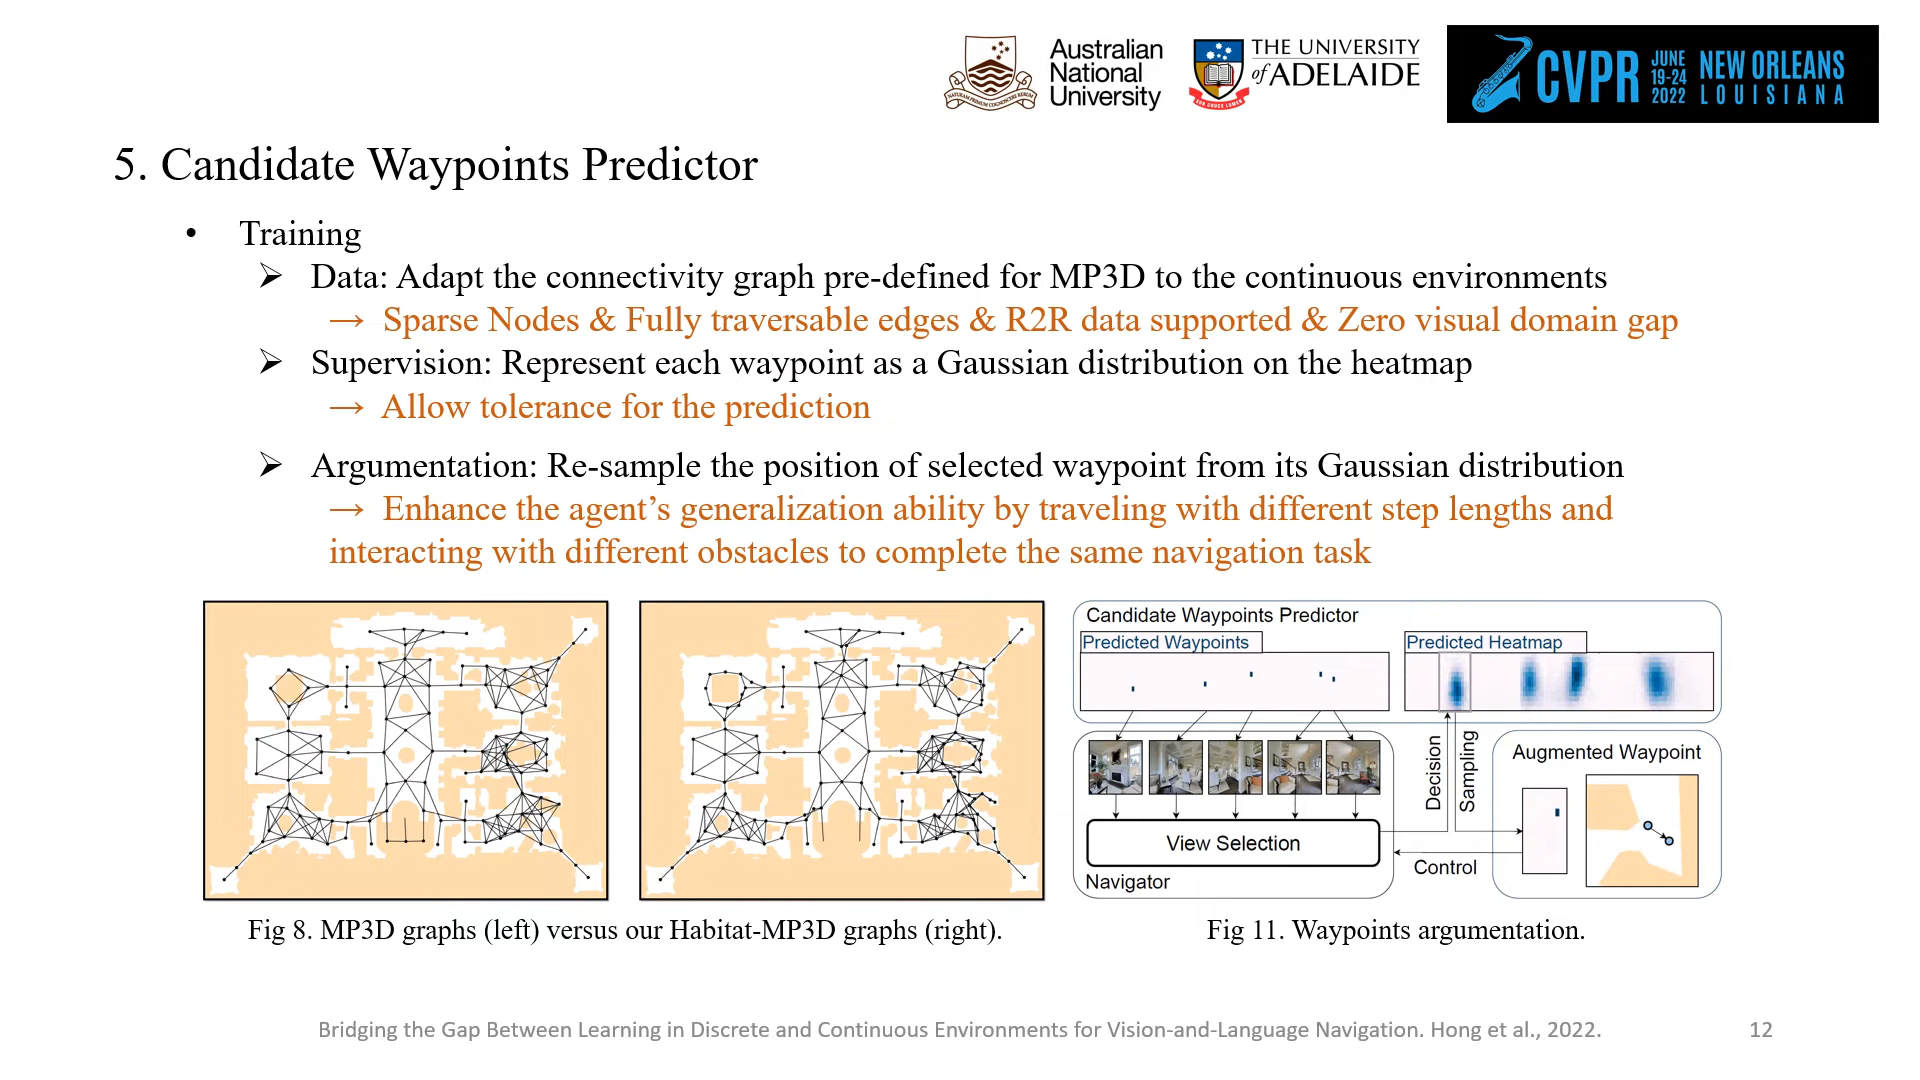 Australian
National
University
THE UNIVERSITY
of ADELAIDE
CVPR
JUNE
19-24
2022
NEW ORLEANS
LOUISIANA
5. Candidate Waypoints Predictor
• Training
➢ Data: Adapt the connectivity graph pre-defined for MP3D to the continuous environments
→ Sparse Nodes & Fully traversable edges & R2R data supported & Zero visual domain gap
➢ Supervision: Represent each waypoint as a Gaussian distribution on the heatmap
→ Allow tolerance for the prediction
➢ Argumentation: Re-sample the position of selected waypoint from its Gaussian distribution
→ Enhance the agent’s generalization ability by traveling with different step lengths and
interacting with different obstacles to complete the same navigation task
Candidate Waypoints Predictor
Predicted Waypoints
Predicted Heatmap
Decision
Sampling
Augmented Waypoint
View Selection
Control
Navigator
Fig 8. MP3D graphs (left) versus our Habitat-MP3D graphs (right).
Fig 11. Waypoints argumentation.
Bridging the Gap Between Learning in Discrete and Continuous Environments for Vision-and-Language Navigation. Hong et al., 2022.
12